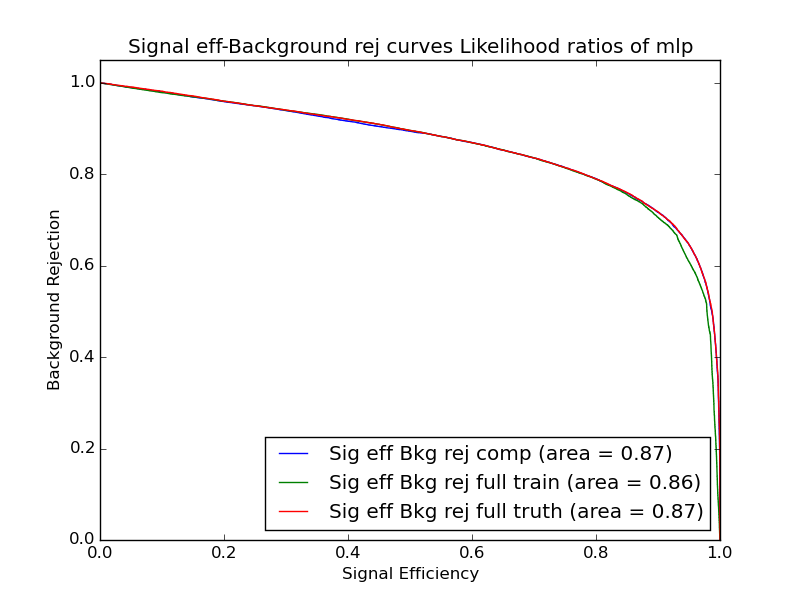 Signal eff-Background rej curves Likelihood ratios of mlp
1.0
0.8
0.6
0.4
0.2
0.0
Background Rejection
Sig eff Bkg rej comp (area = 0.87)
Sig eff Bkg rej full train (area = 0.86)
Sig eff Bkg rej full truth (area = 0.87)
0.0 0.2 0.4 0.6 0.8 1.0
Signal Efficiency